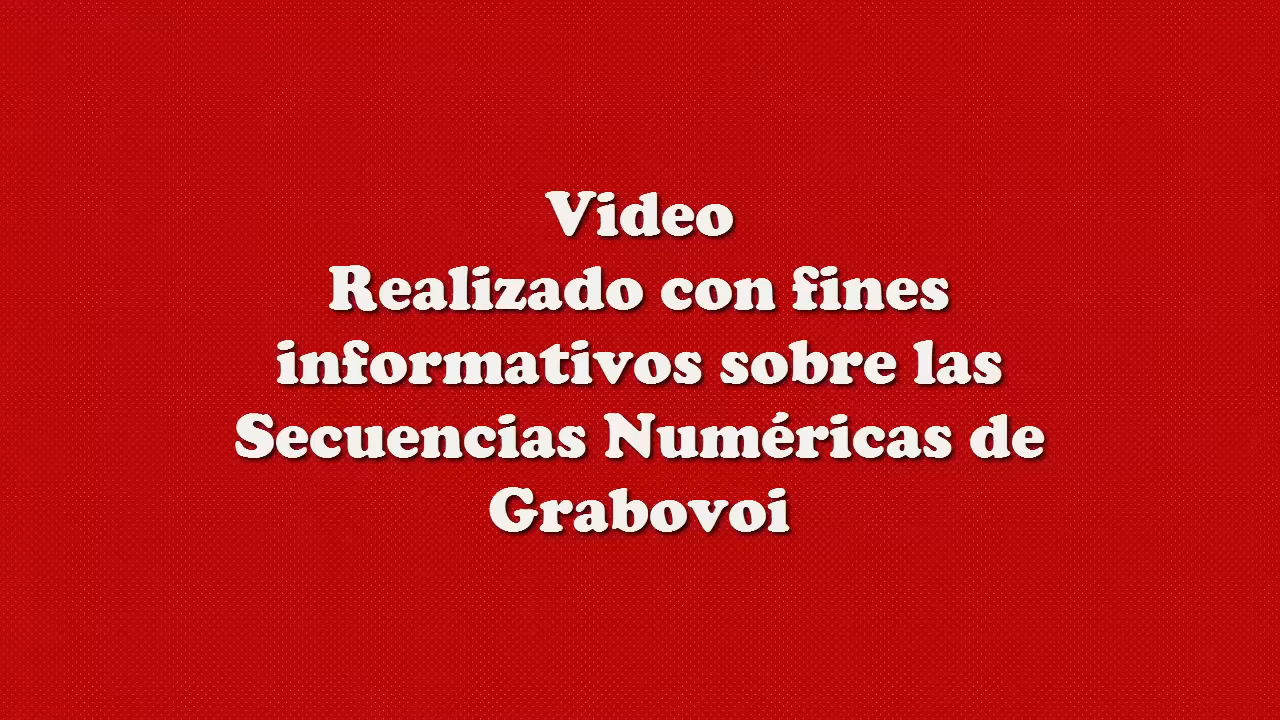 Video
Realizado con fines
informativos sobre las
Secuencias Numéricas de
Grabovoi